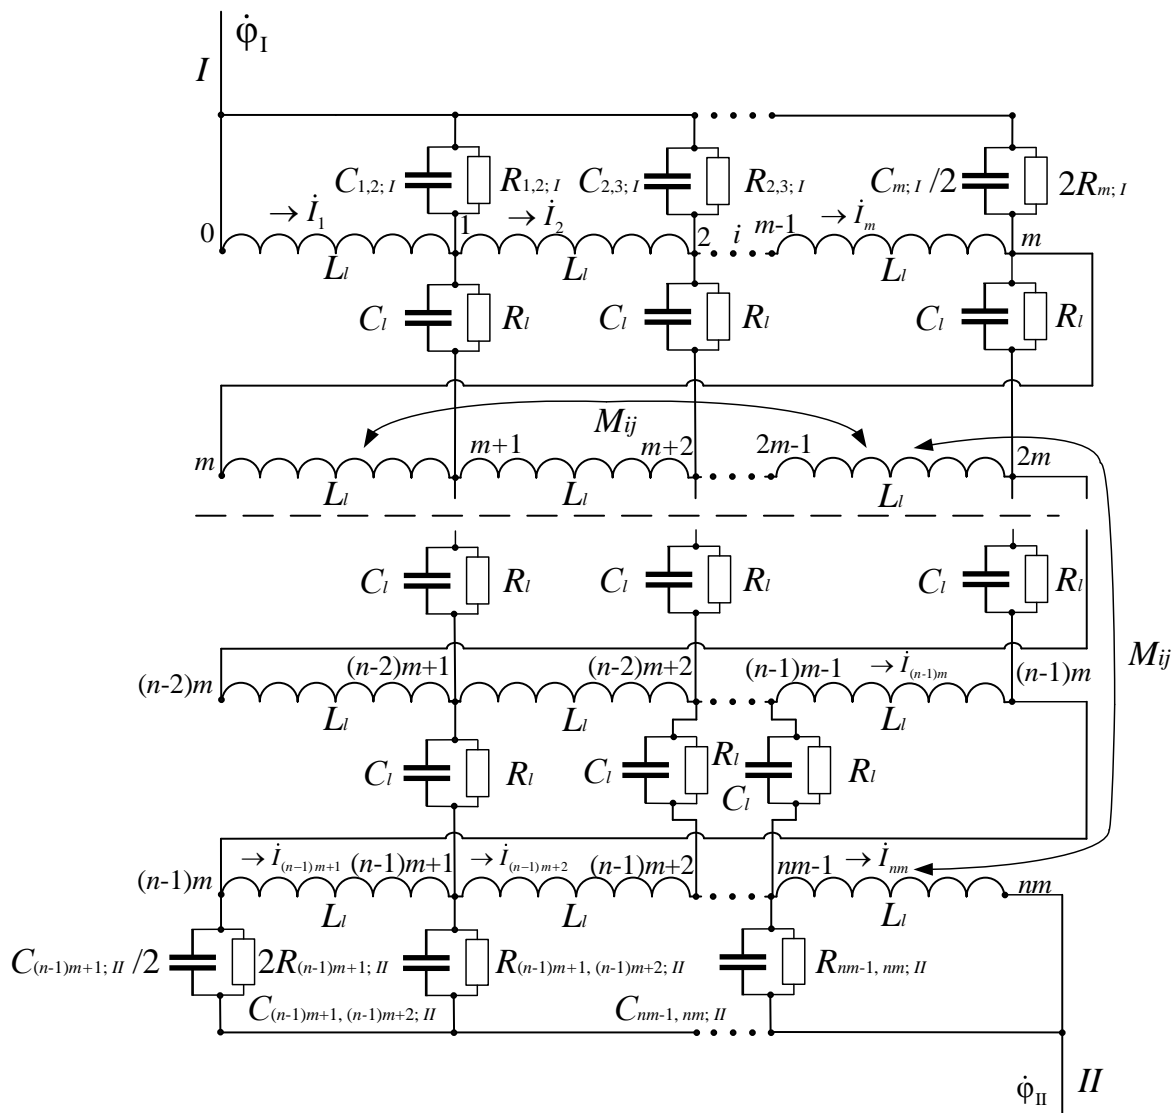 φ̇_I
I
C_{1,2; I} R_{1,2; I} C_{2,3; I} R_{2,3; I} C_{m; I}/2 2R_{m; I}
0 → İ_1 1 → İ_2 2 i m-1 → İ_m m
L_l L_l L_l
C_l R_l C_l R_l C_l R_l
M_{ij}
m m+1 m+2 2m-1 2m
L_l L_l L_l
C_l R_l C_l R_l C_l R_l
M_{ij}
(n-2)m (n-2)m+1 (n-2)m+2 (n-1)m-1 → İ_{(n-1)m} (n-1)m
L_l L_l L_l
C_l R_l C_l R_l C_l R_l
(n-1)m → İ_{(n-1)m+1} (n-1)m+1 → İ_{(n-1)m+2} (n-1)m+2 nm-1 → İ_{nm} nm
L_l L_l L_l
C_{(n-1)m+1; II}/2 2R_{(n-1)m+1; II} R_{(n-1)m+1, (n-1)m+2; II} R_{nm-1, nm; II}
C_{(n-1)m+1, (n-1)m+2; II} C_{nm-1, nm; II}
φ̇_II II